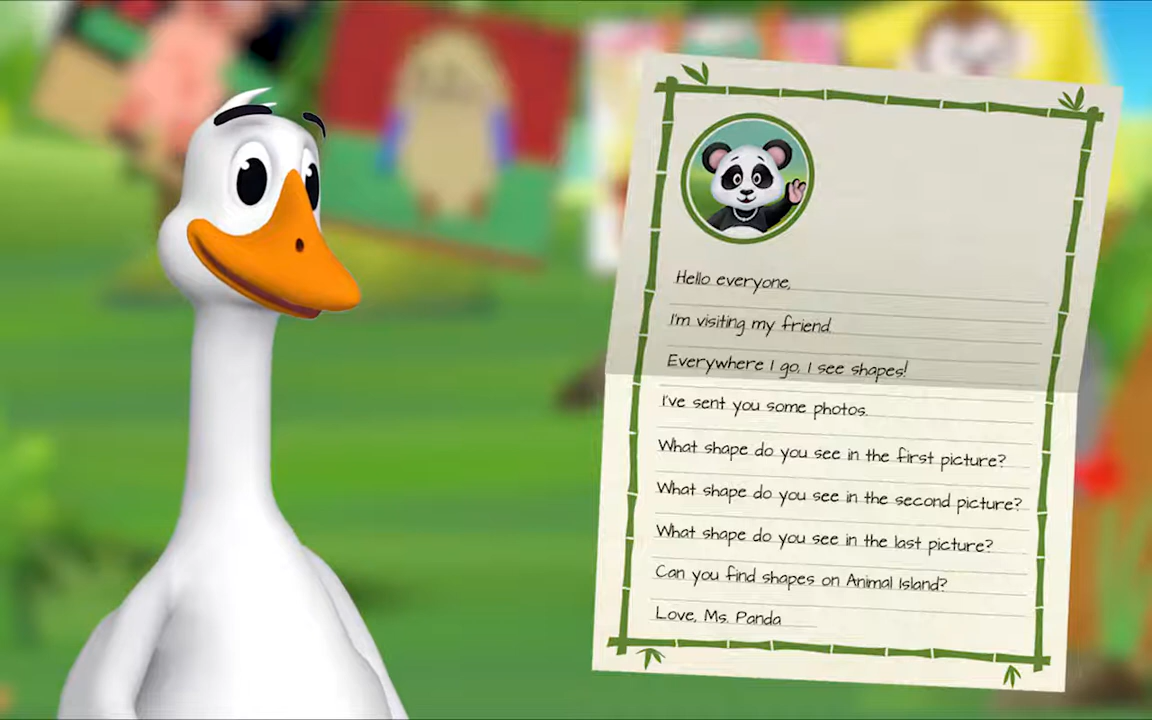 Hello everyone,
I'm visiting my friend.
Everywhere I go, I see shapes!
I've sent you some photos.
What shape do you see in the first picture?
What shape do you see in the second picture?
What shape do you see in the last picture?
Can you find shapes on Animal Island?
Love, Ms. Panda